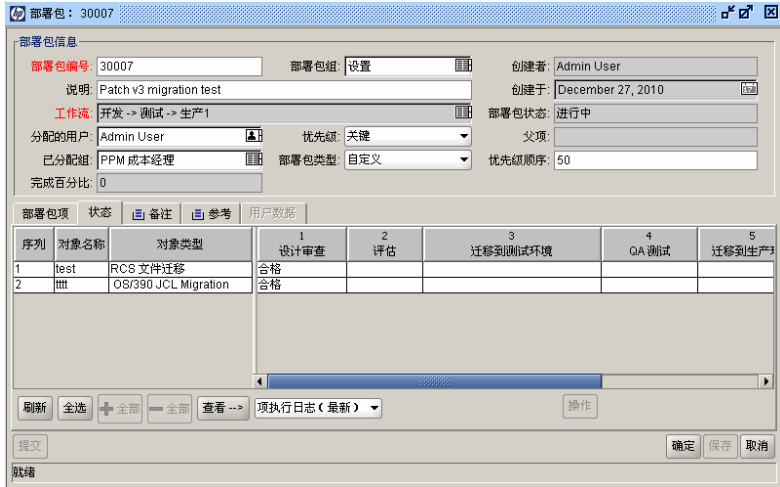 部署包： 30007
部署包信息
部署包编号: 30007 部署包组: 设置 创建者: Admin User
说明: Patch v3 migration test 创建于: December 27, 2010
工作流: 开发 -> 测试 -> 生产1 部署包状态: 进行中
分配的用户: Admin User 优先级: 关键 父项:
已分配组: PPM 成本经理 部署包类型: 自定义 优先级顺序: 50
完成百分比: 0
部署包项 状态 备注 参考 用户数据
序列 对象名称 对象类型 1 设计审查 2 评估 3 迁移到测试环境 4 QA 测试 5 迁移到生产环
1 test RCS 文件迁移 合格
2 tttt OS/390 JCL Migration 合格
刷新 全选 全部 全部 查看 --> 项执行日志（最新） 操作
提交 确定 保存 取消
就绪